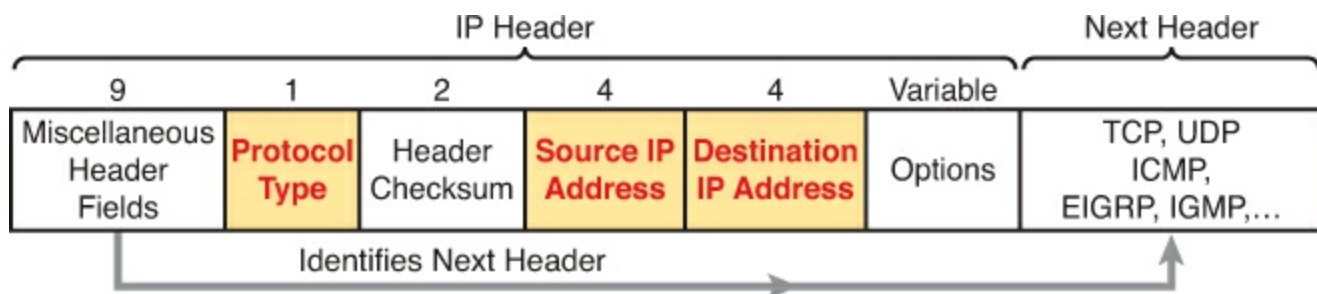 IP Header
Next Header
9
1
2
4
4
Variable
Miscellaneous
Header
Fields
Protocol
Type
Header
Checksum
Source IP
Address
Destination
IP Address
Options
TCP, UDP
ICMP,
EIGRP, IGMP,...
Identifies Next Header